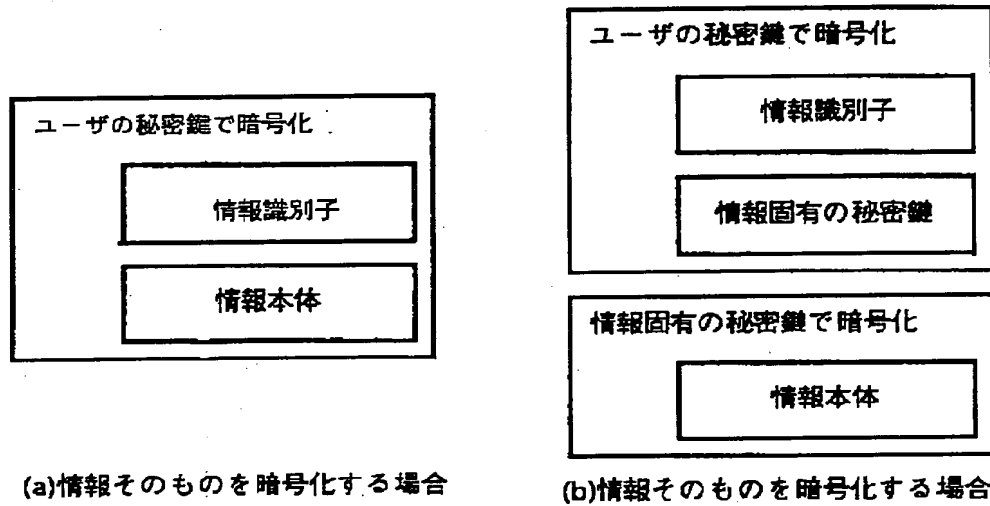 ユーザの秘密鍵で暗号化
情報識別子
情報本体
(a)情報そのものを暗号化する場合
ユーザの秘密鍵で暗号化
情報識別子
情報固有の秘密鍵
情報固有の秘密鍵で暗号化
情報本体
(b)情報そのものを暗号化する場合